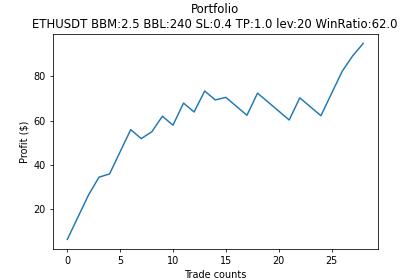 Portfolio
ETHUSDT BBM:2.5 BBL:240 SL:0.4 TP:1.0 lev:20 WinRatio:62.0
80
60
40
20
Profit ($)
0 5 10 15 20 25
Trade counts